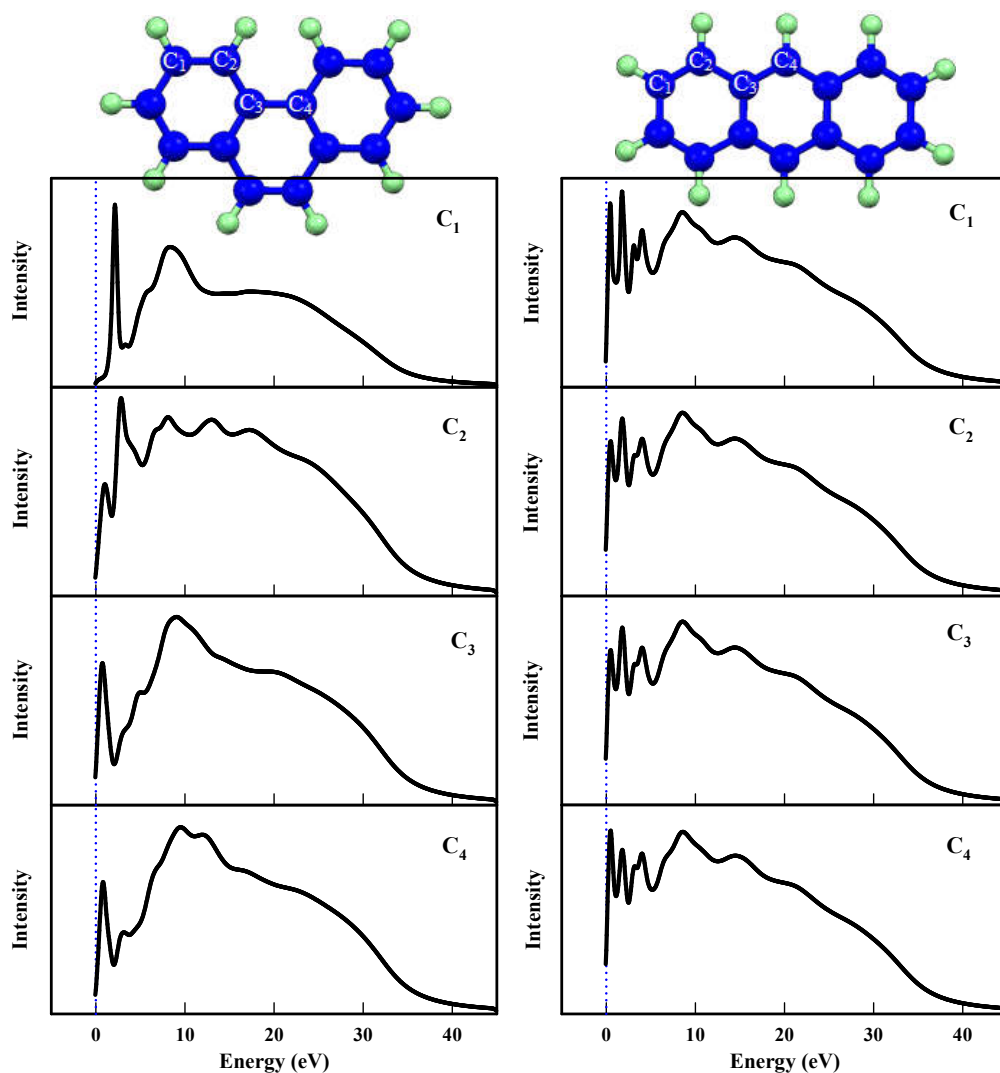 C1 C2
C3 C4
C2 C4
C1 C3
Intensity
C1
Intensity
C2
Intensity
C3
Intensity
C4
0 10 20 30 40
Energy (eV)
Intensity
C1
Intensity
C2
Intensity
C3
Intensity
C4
0 10 20 30 40
Energy (eV)